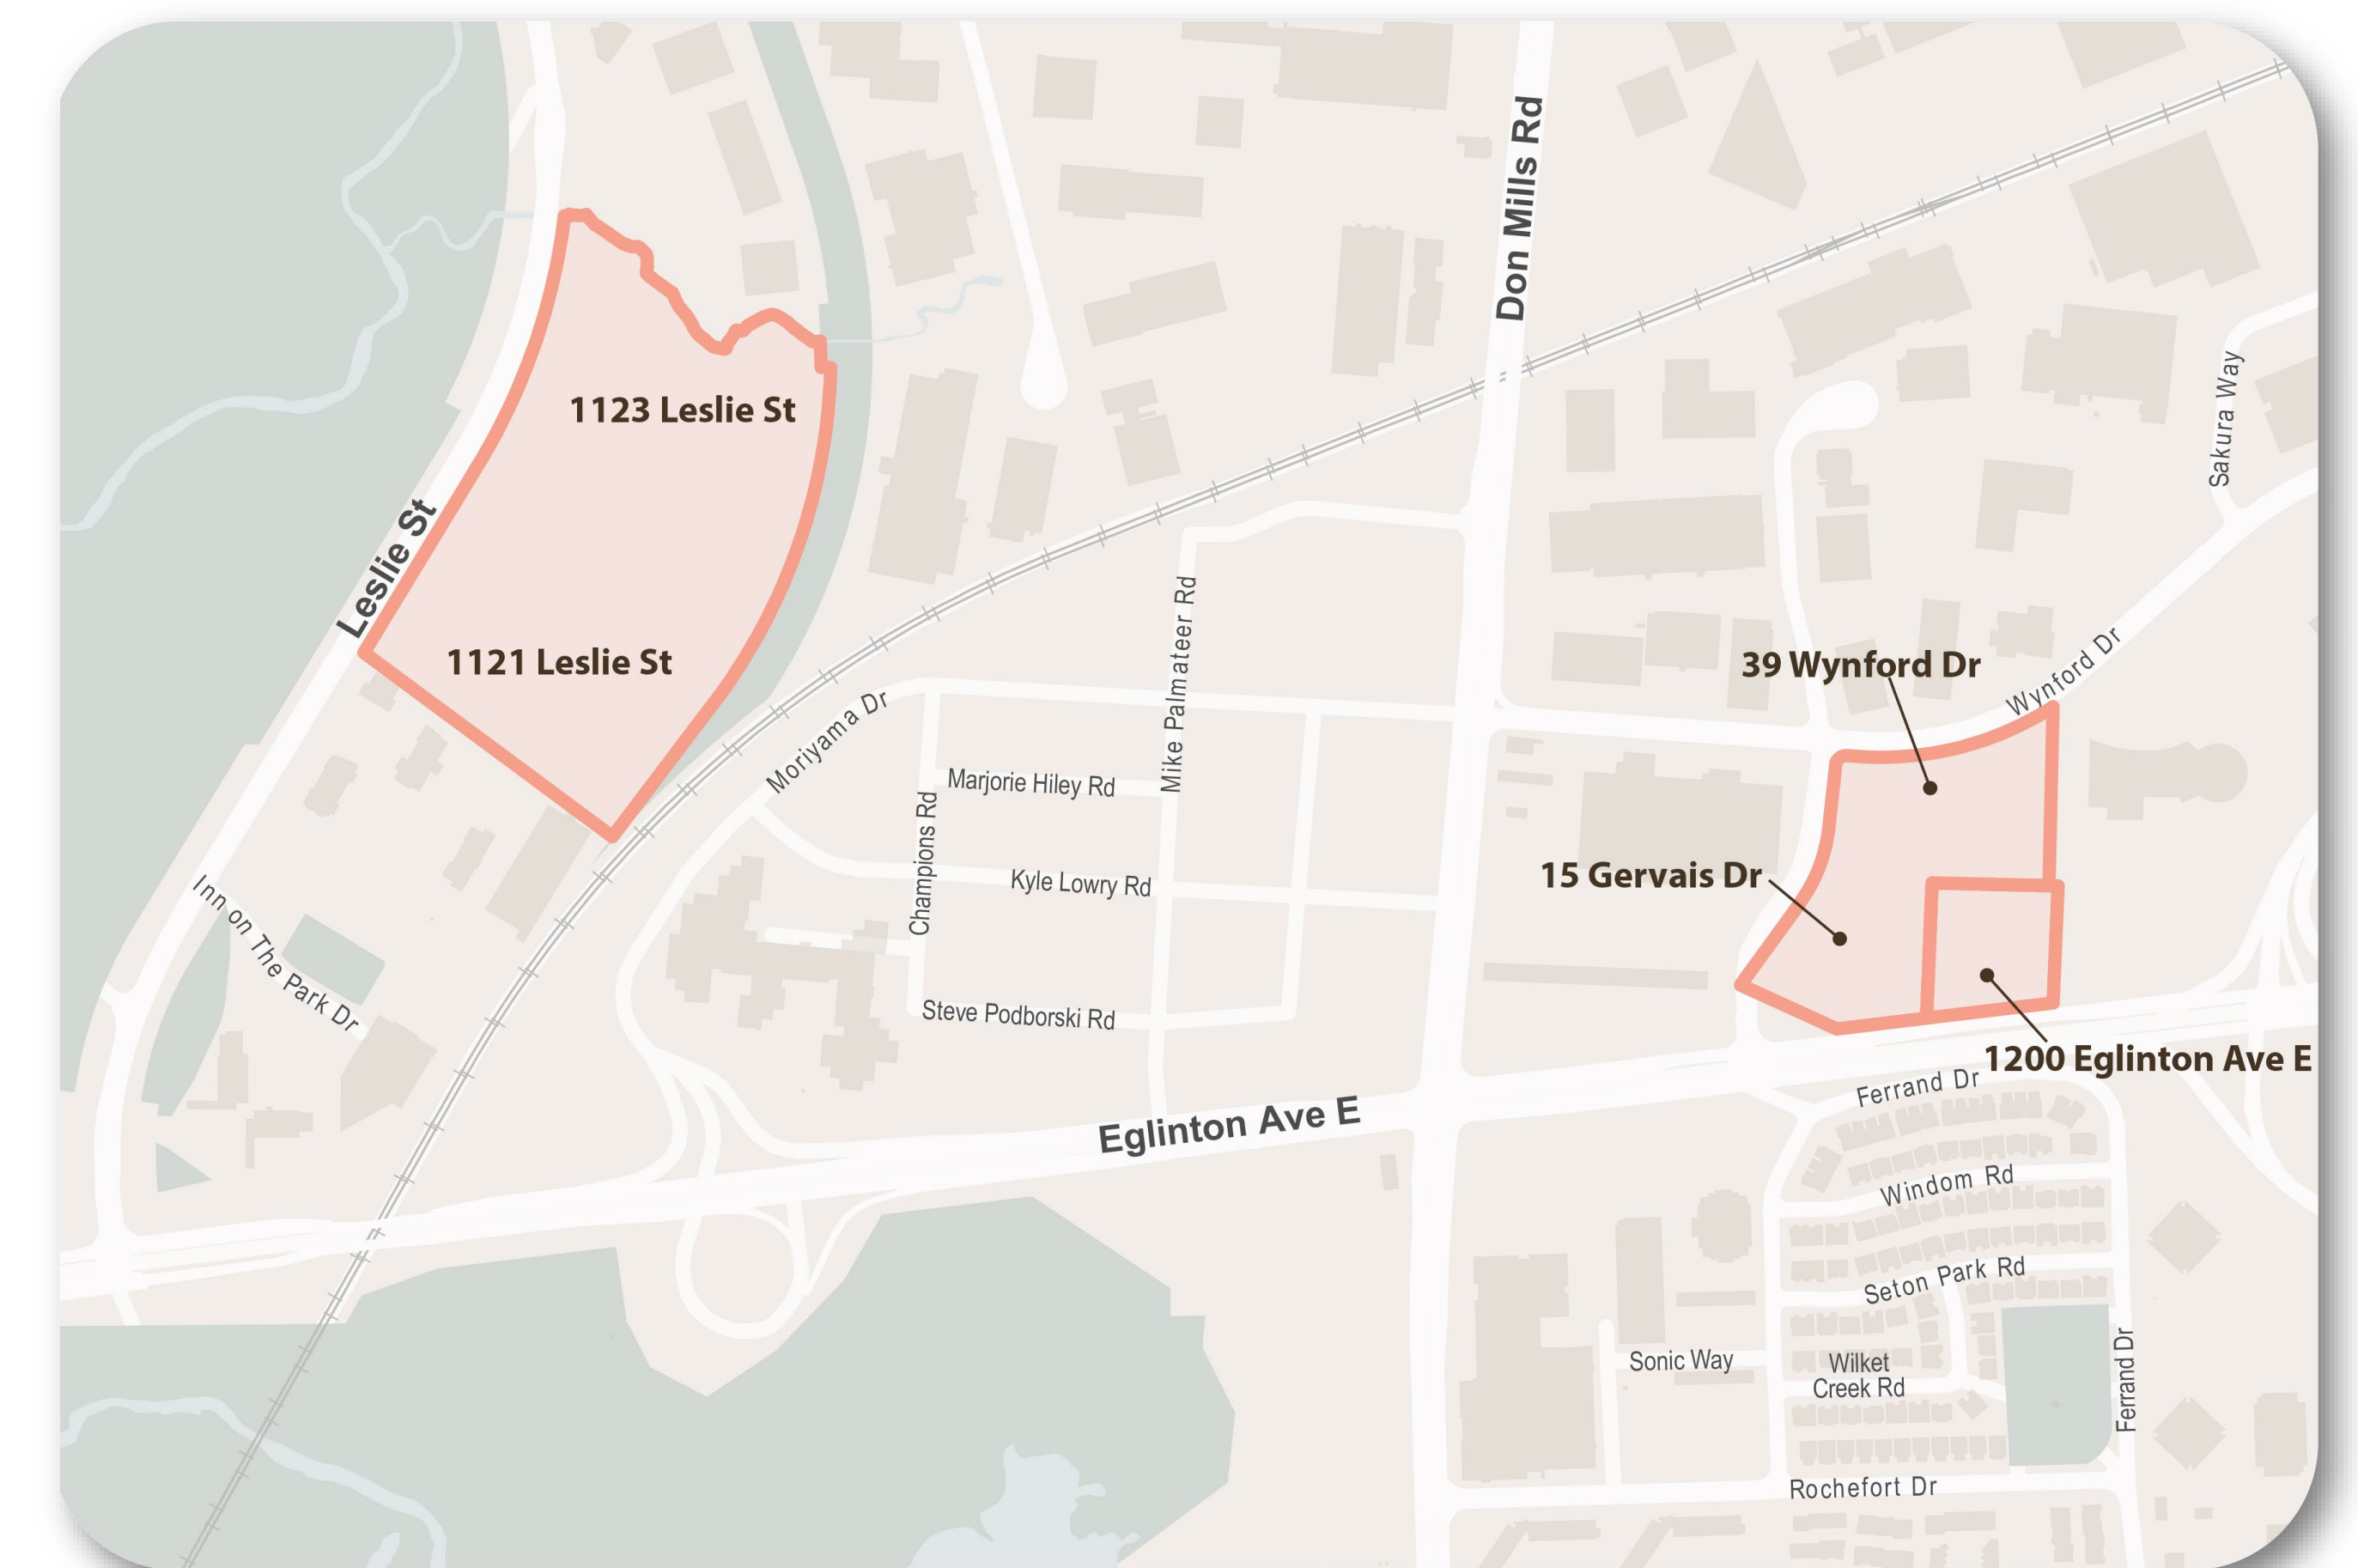 Don Mills Rd
1123 Leslie St
Sakura Way
Leslie St
1121 Leslie St
Mike Palmateer Rd
39 Wynford Dr
Wynford Dr
Moriyama Dr
Marjorie Hiley Rd
Champions Rd
Kyle Lowry Rd
15 Gervais Dr
Inn on The Park Dr
Steve Podborski Rd
1200 Eglinton Ave E
Ferrand Dr
Eglinton Ave E
Windom Rd
Seton Park Rd
Sonic Way
Wilket
Creek Rd
Ferrand Dr
Rochefort Dr